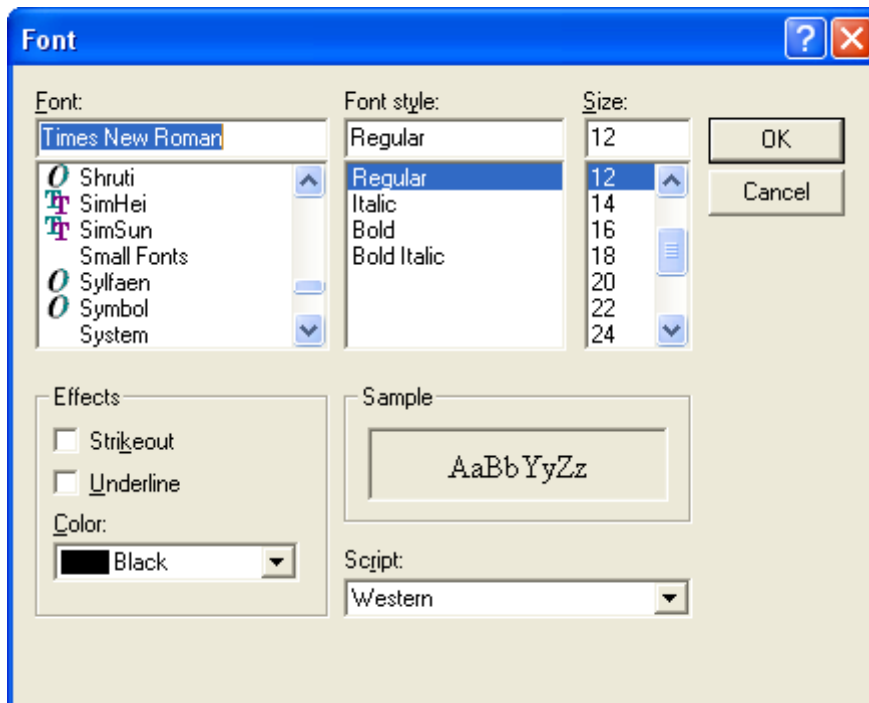 Font
Font:
Times New Roman
Shruti
SimHei
SimSun
Small Fonts
Sylfaen
Symbol
System
Font style:
Regular
Regular
Italic
Bold
Bold Italic
Size:
12
12
14
16
18
20
22
24
OK
Cancel
Effects
Strikeout
Underline
Color:
Black
Sample
AaBbYyZz
Script:
Western